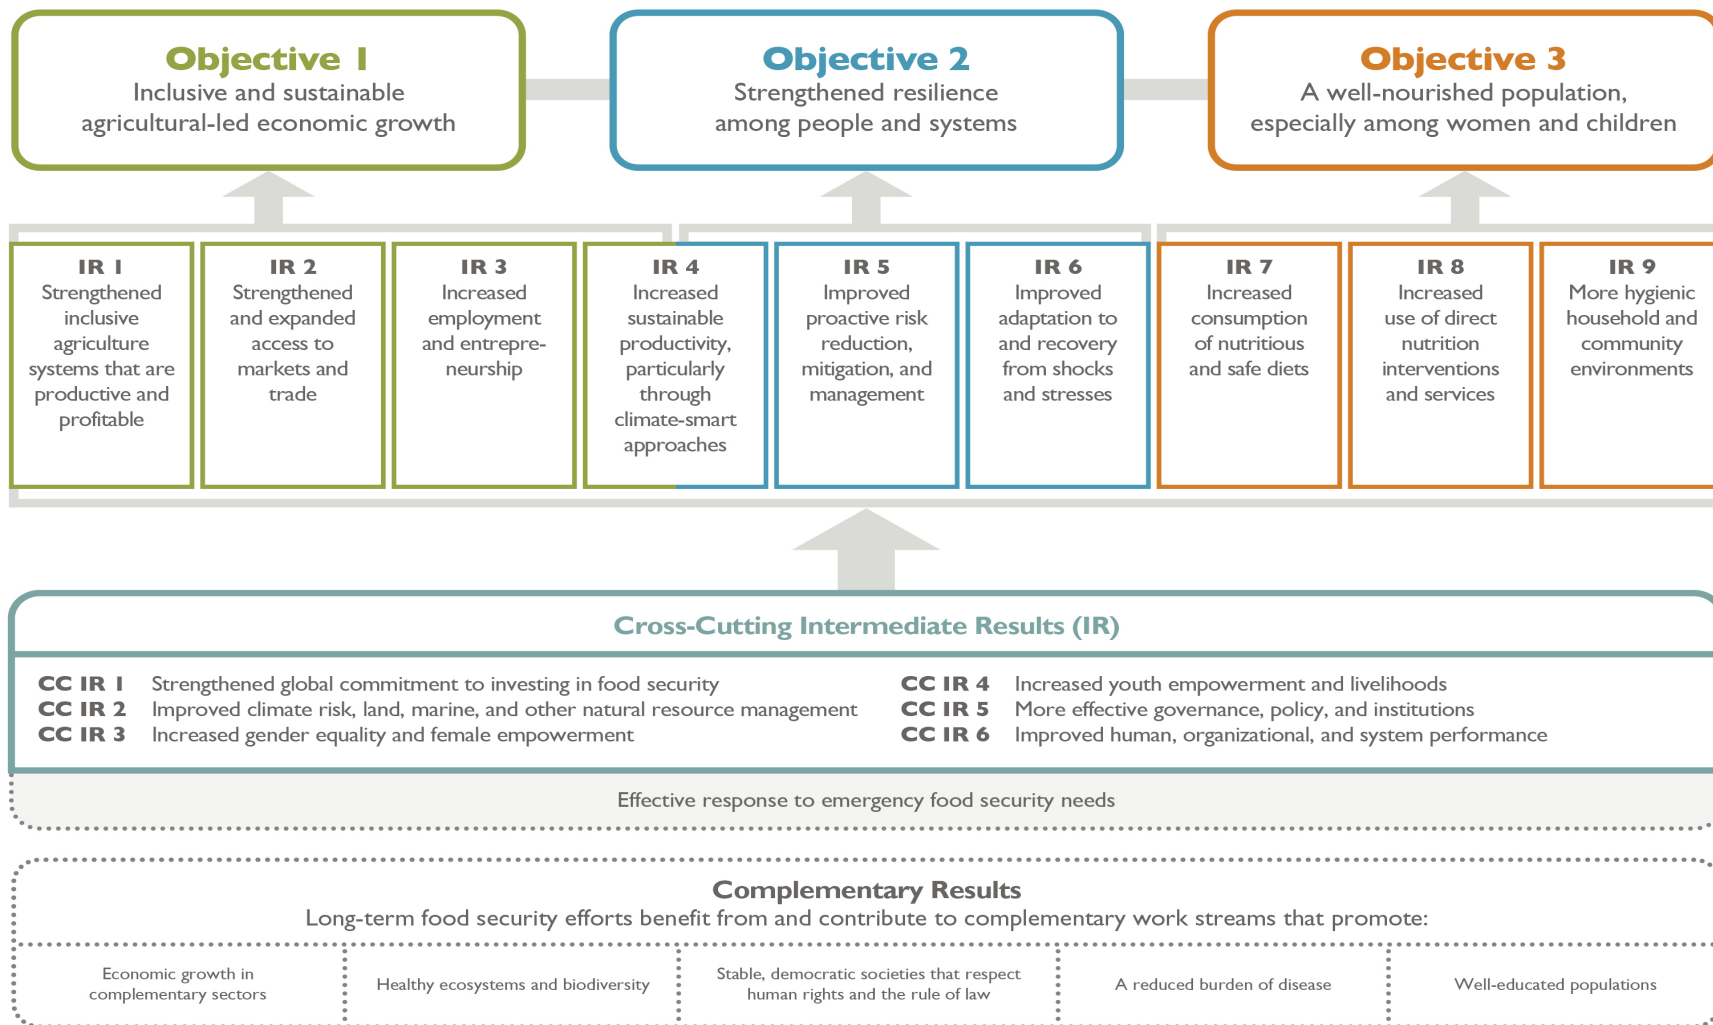 Objective 1
Inclusive and sustainable
agricultural-led economic growth
Objective 2
Strengthened resilience
among people and systems
Objective 3
A well-nourished population,
especially among women and children
IR 1
Strengthened
inclusive
agriculture
systems that are
productive and
profitable
IR 2
Strengthened
and expanded
access to
markets and
trade
IR 3
Increased
employment
and entrepre-
neurship
IR 4
Increased
sustainable
productivity,
particularly
through
climate-smart
approaches
IR 5
Improved
proactive risk
reduction,
mitigation, and
management
IR 6
Improved
adaptation to
and recovery
from shocks
and stresses
IR 7
Increased
consumption
of nutritious
and safe diets
IR 8
Increased
use of direct
nutrition
interventions
and services
IR 9
More hygienic
household and
community
environments
Cross-Cutting Intermediate Results (IR)
CC IR 1 Strengthened global commitment to investing in food security
CC IR 2 Improved climate risk, land, marine, and other natural resource management
CC IR 3 Increased gender equality and female empowerment
CC IR 4 Increased youth empowerment and livelihoods
CC IR 5 More effective governance, policy, and institutions
CC IR 6 Improved human, organizational, and system performance
Effective response to emergency food security needs
Complementary Results
Long-term food security efforts benefit from and contribute to complementary work streams that promote:
Economic growth in
complementary sectors
Healthy ecosystems and biodiversity
Stable, democratic societies that respect
human rights and the rule of law
A reduced burden of disease
Well-educated populations